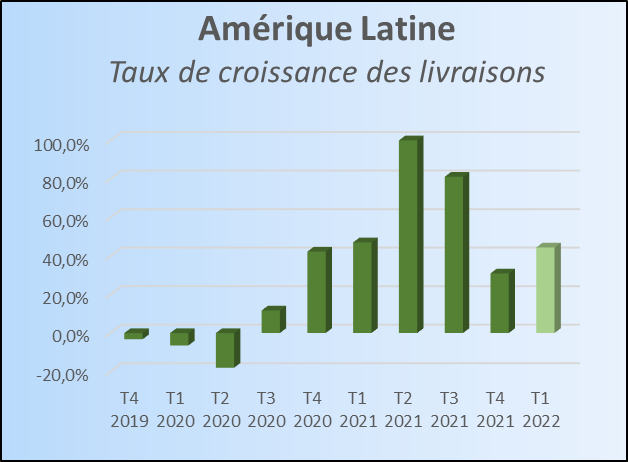 Amérique Latine
Taux de croissance des livraisons
100,0%
80,0%
60,0%
40,0%
20,0%
0,0%
-20,0%
T4 T1 T2 T3 T4 T1 T2 T3 T4 T1
2019 2020 2020 2020 2020 2021 2021 2021 2021 2022